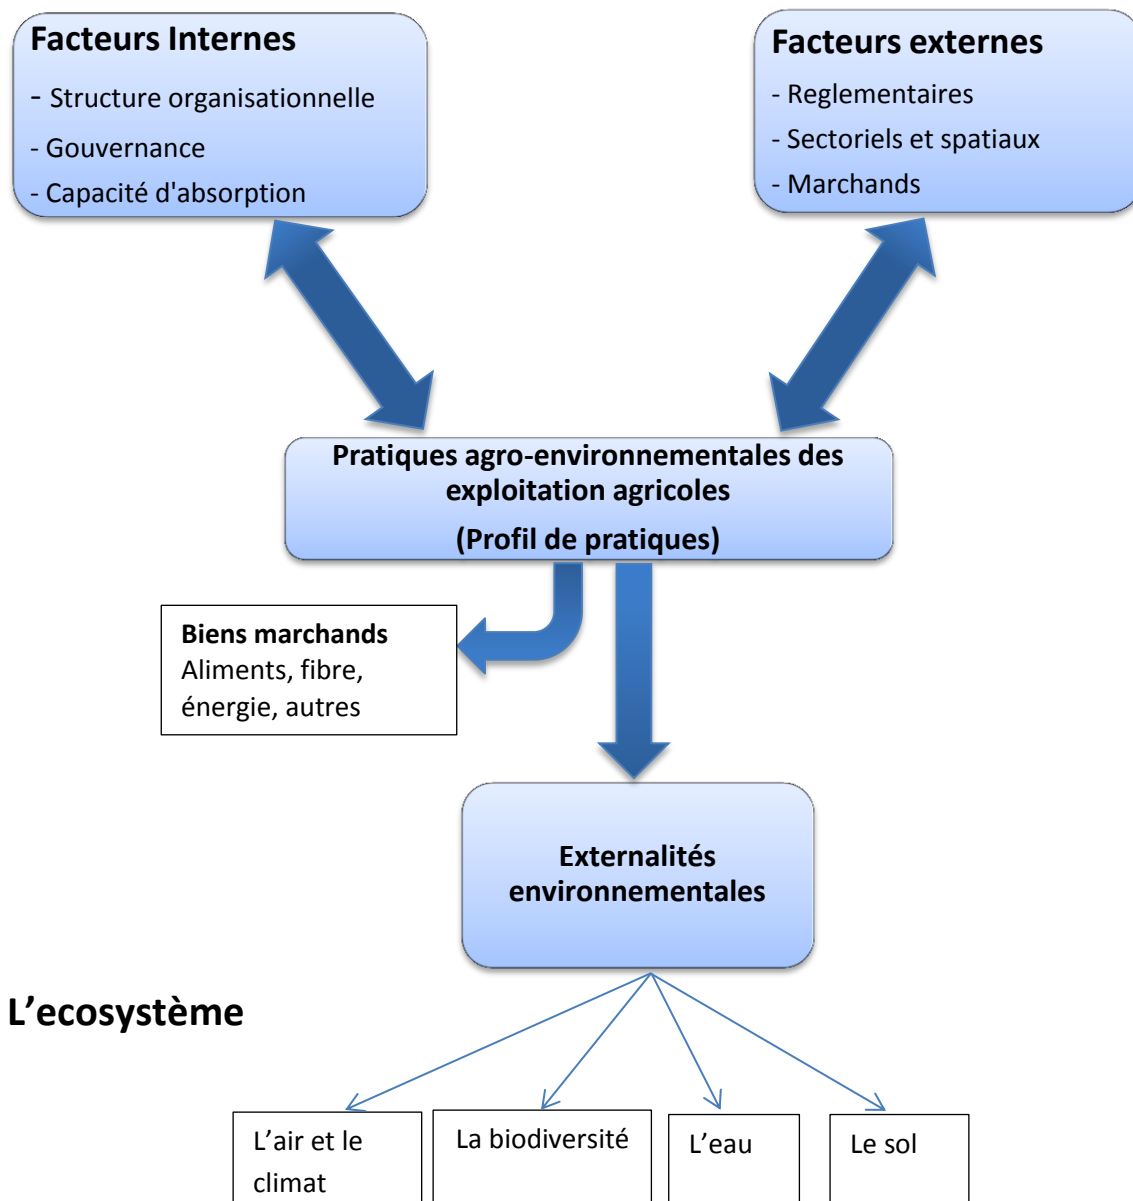 Facteurs Internes
- Structure organisationnelle
- Gouvernance
- Capacité d'absorption
Facteurs externes
- Reglementaires
- Sectoriels et spatiaux
- Marchands
Pratiques agro-environnementales des
exploitation agricoles
(Profil de pratiques)
Biens marchands
Aliments, fibre,
énergie, autres
Externalités
environnementales
L’ecosystème
L’air et le
climat
La biodiversité
L’eau
Le sol